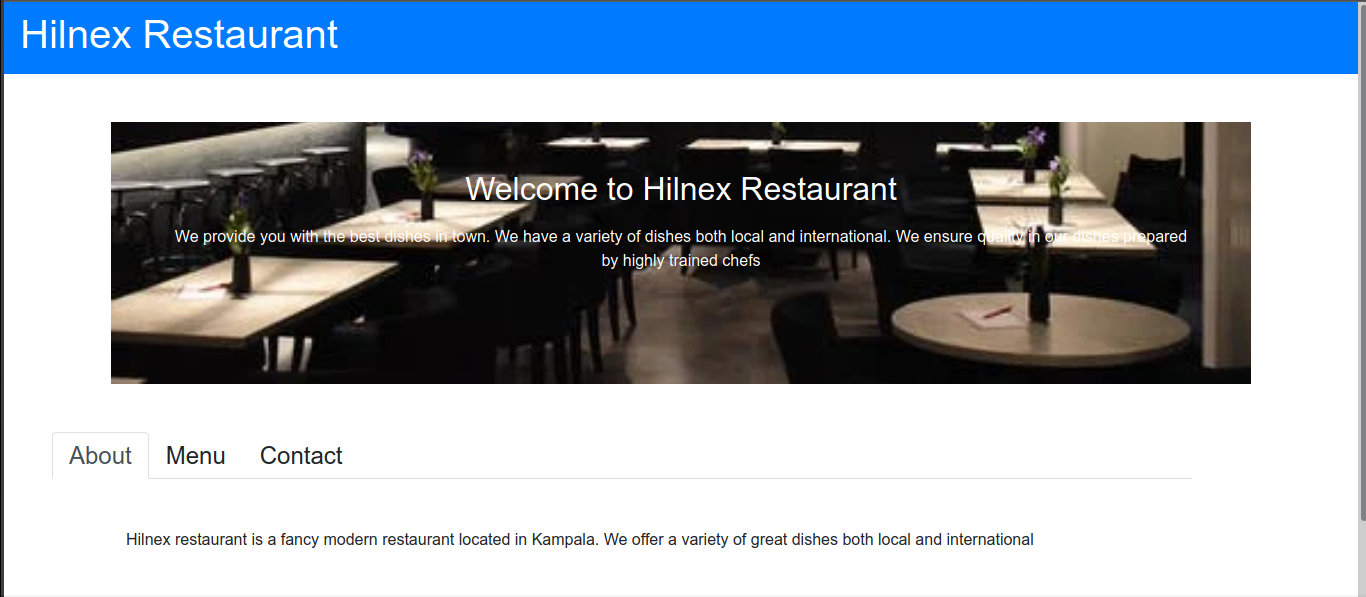 Hilnex Restaurant
Welcome to Hilnex Restaurant
We provide you with the best dishes in town. We have a variety of dishes both local and international. We ensure quality in our dishes prepared
by highly trained chefs
About Menu Contact
Hilnex restaurant is a fancy modern restaurant located in Kampala. We offer a variety of great dishes both local and international